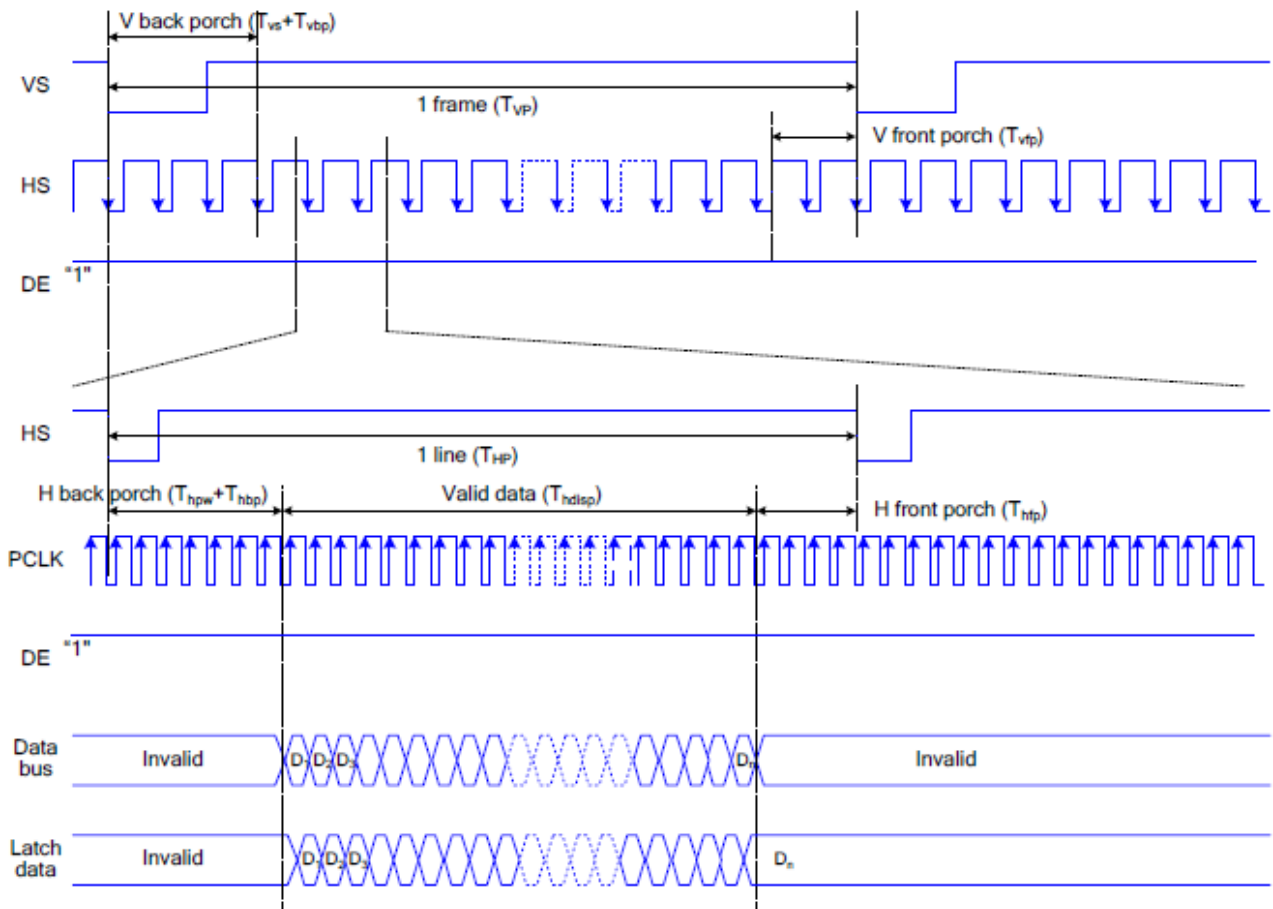 V back porch (Tvs+Tvbp)
VS
1 frame (TVP)
V front porch (Tvfp)
HS
DE "1"
HS
1 line (THP)
H back porch (Thpw+Thbp)
Valid data (Thdisp)
H front porch (Thfp)
PCLK
DE "1"
Data
bus
Invalid
D1 D2 D3
Dn
Invalid
Latch
data
Invalid
D1 D2 D3
Dn